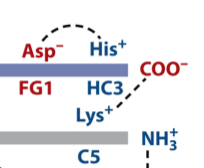 Asp⁻ His⁺
COO⁻
FG1 HC3
Lys⁺
NH₃⁺
C5